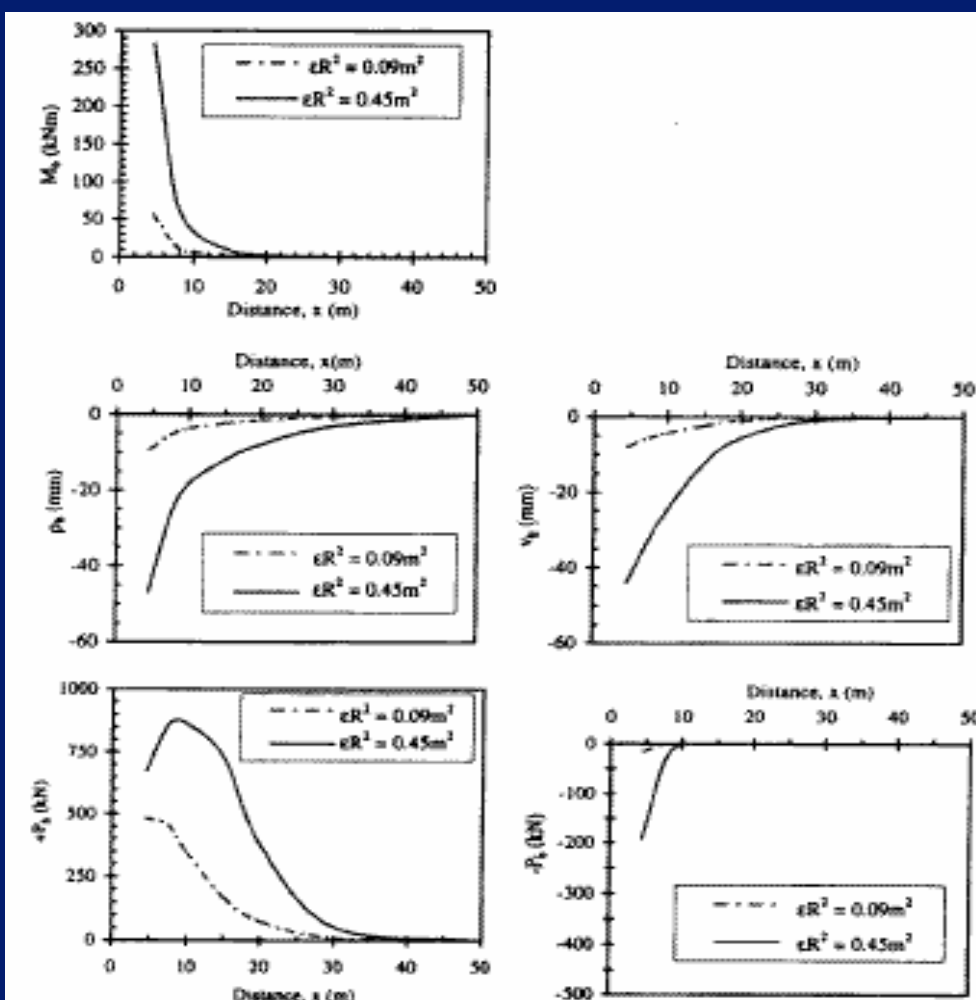 300
250
200
150
100
50
0
M_b (kNm)
εR² = 0.09m²
εR² = 0.45m²
0 10 20 30 40 50
Distance, x (m)
Distance, x(m)
0 10 20 30 40 50
0
-20
-40
-60
ρ_b (mm)
εR² = 0.09m²
εR² = 0.45m²
Distance, x (m)
0 10 20 30 40 50
0
-20
-40
-60
v_b (mm)
εR² = 0.09m²
εR² = 0.45m²
1000
750
500
250
0
+P_b (kN)
εR² = 0.09m²
εR² = 0.45m²
0 10 20 30 40 50
Distance, x (m)
Distance, x (m)
0 10 20 30 40 50
0
-100
-200
-300
-400
-500
-P_b (kN)
εR² = 0.09m²
εR² = 0.45m²